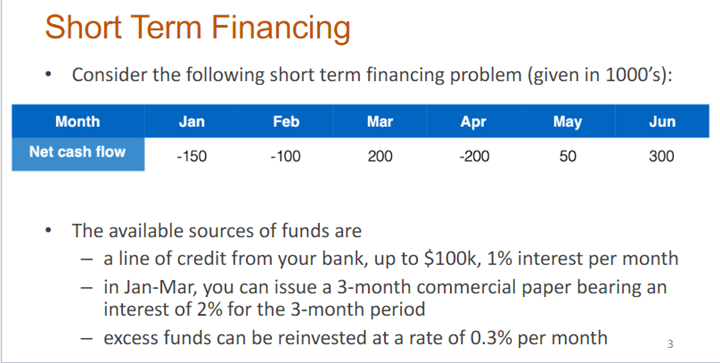 Short Term Financing
• Consider the following short term financing problem (given in 1000’s):
Month Jan Feb Mar Apr May Jun
Net cash flow -150 -100 200 -200 50 300
• The available sources of funds are
– a line of credit from your bank, up to $100k, 1% interest per month
– in Jan-Mar, you can issue a 3-month commercial paper bearing an
interest of 2% for the 3-month period
– excess funds can be reinvested at a rate of 0.3% per month
3